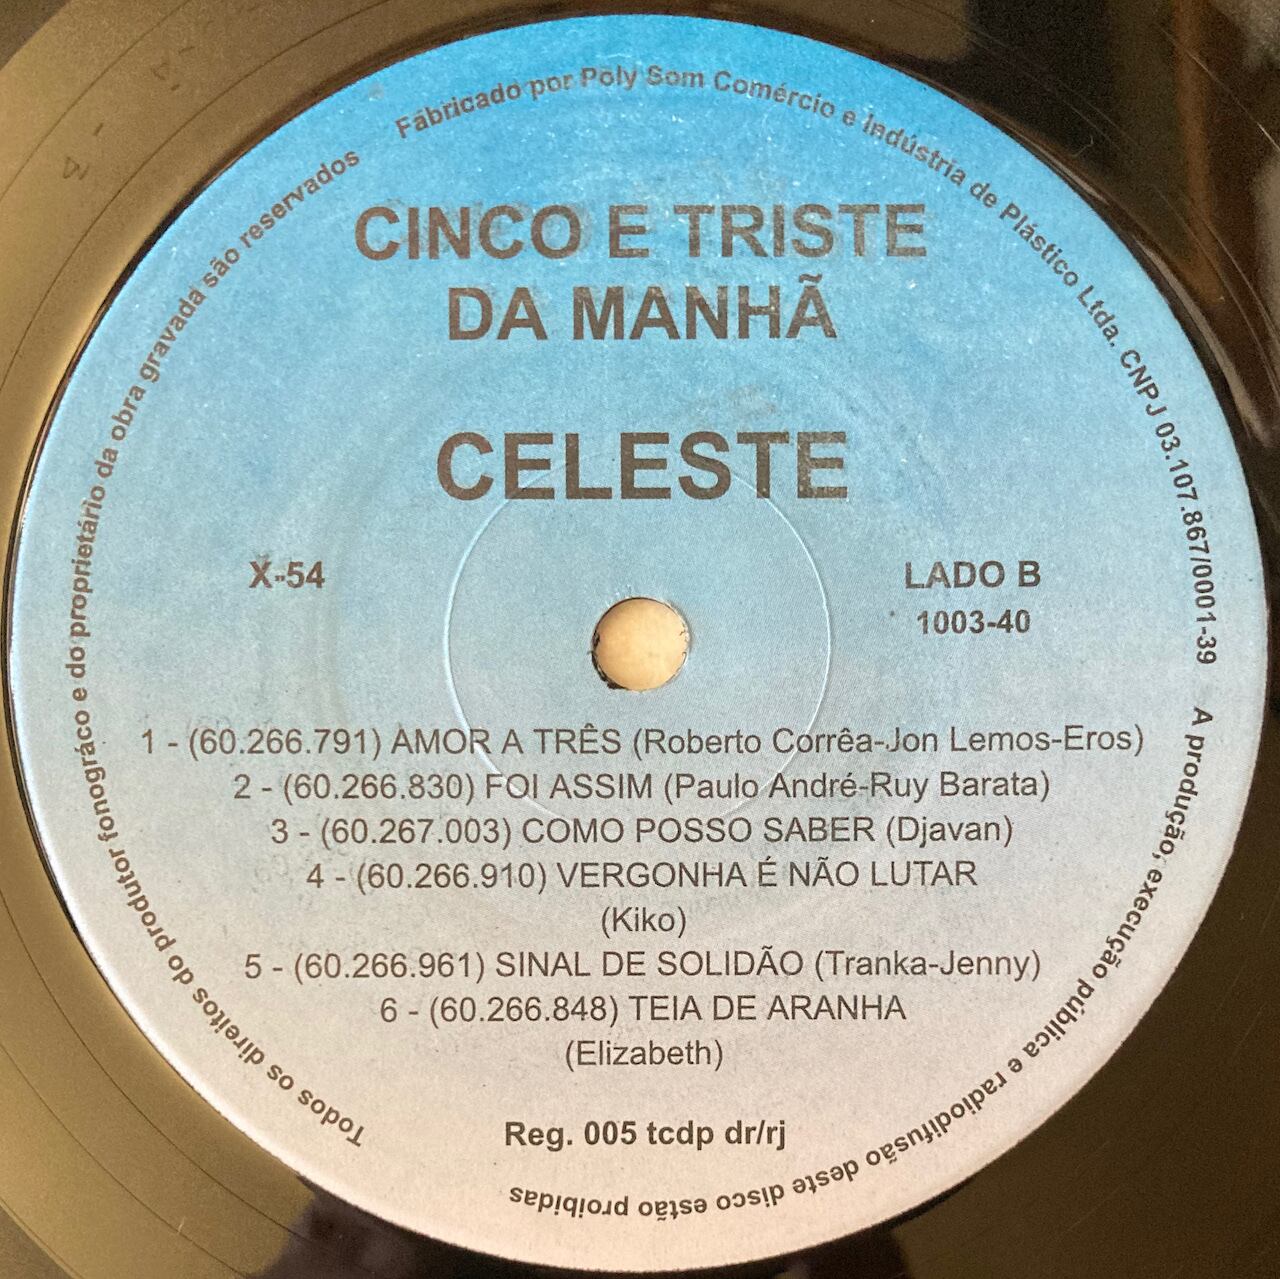 Fabricado por Poly Som Comércio e Indústria de Plástico Ltda. CNPJ 03.107.867/0001-39 A produção, execução pública e radiodifusão deste disco estão proibidas
Todos os direitos do produtor fonográco e do proprietário da obra gravada são reservados
CINCO E TRISTE
DA MANHÃ
CELESTE
X-54
LADO B
1003-40
1 - (60.266.791) AMOR A TRÊS (Roberto Corrêa-Jon Lemos-Eros)
2 - (60.266.830) FOI ASSIM (Paulo André-Ruy Barata)
3 - (60.267.003) COMO POSSO SABER (Djavan)
4 - (60.266.910) VERGONHA É NÃO LUTAR
(Kiko)
5 - (60.266.961) SINAL DE SOLIDÃO (Tranka-Jenny)
6 - (60.266.848) TEIA DE ARANHA
(Elizabeth)
Reg. 005 tcdp dr/rj